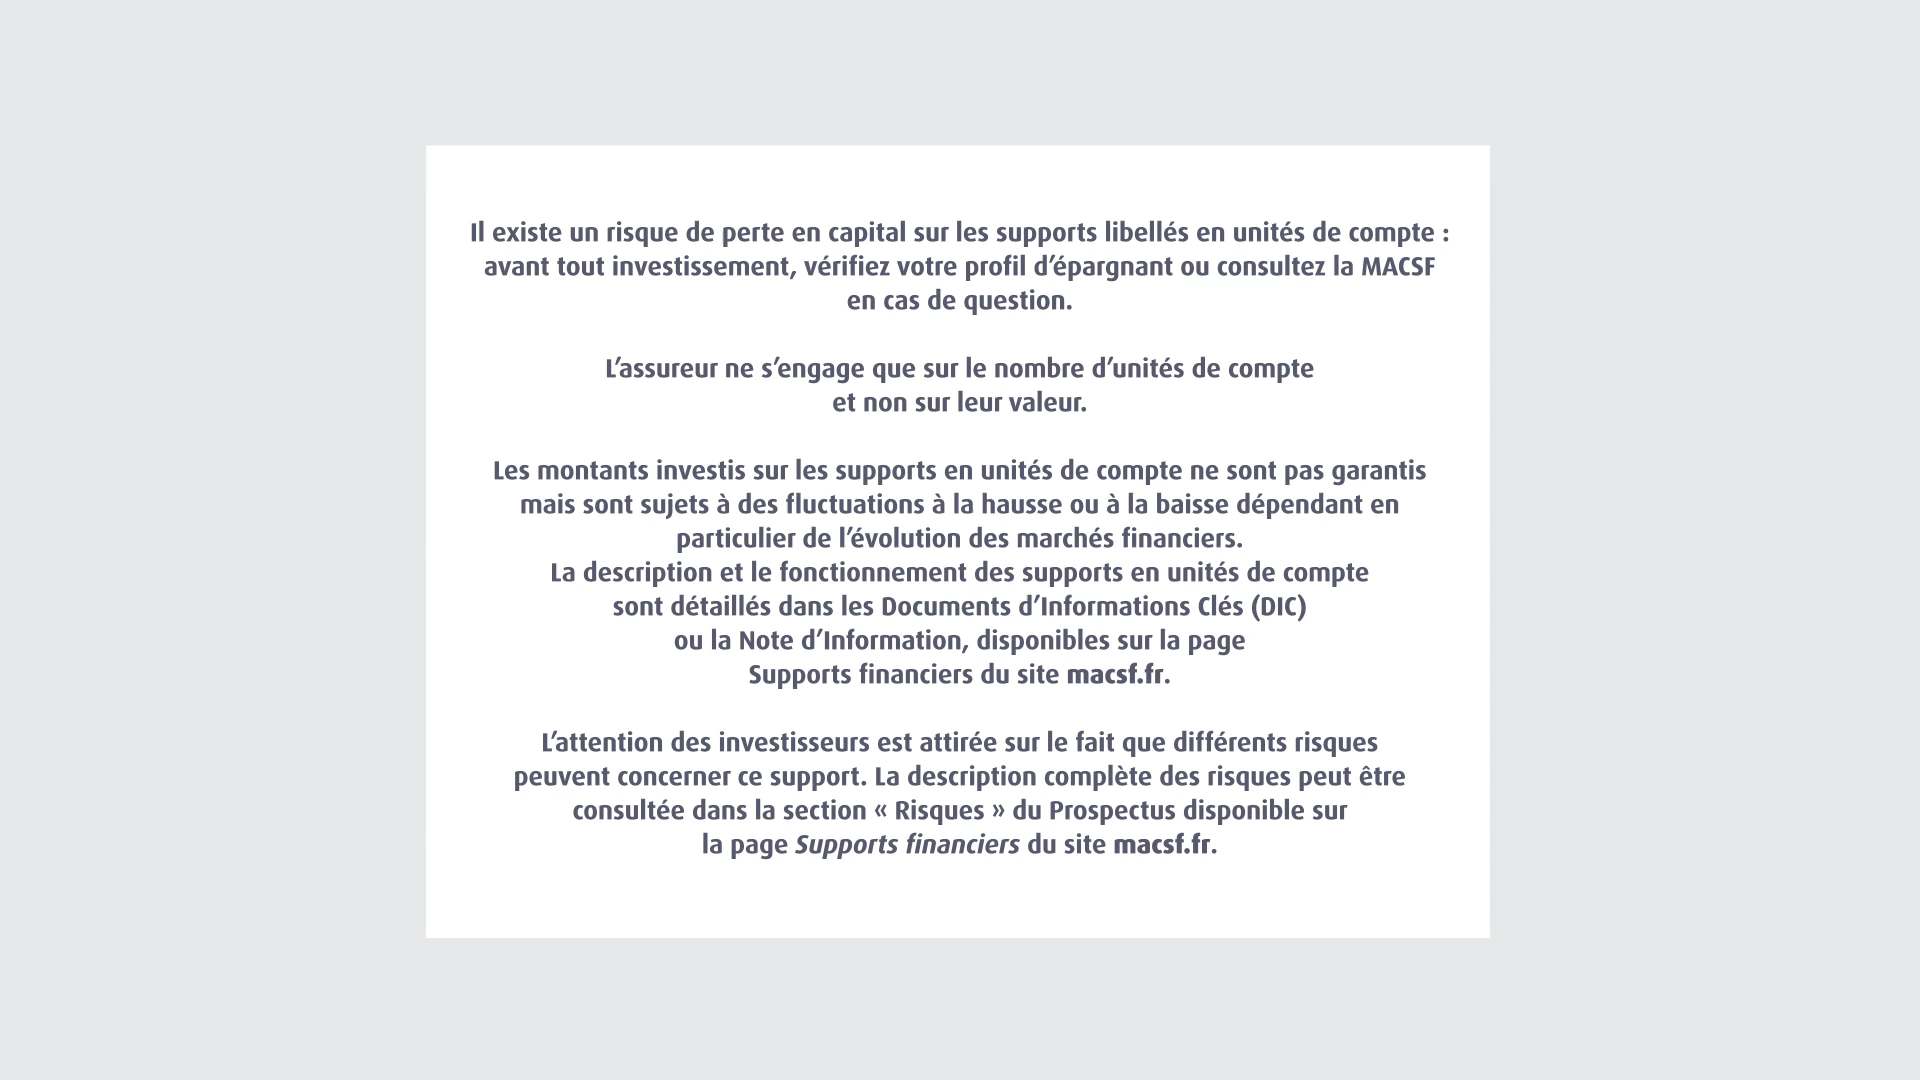 Il existe un risque de perte en capital sur les supports libellés en unités de compte :
avant tout investissement, vérifiez votre profil d’épargnant ou consultez la MACSF
en cas de question.
L’assureur ne s’engage que sur le nombre d’unités de compte
et non sur leur valeur.
Les montants investis sur les supports en unités de compte ne sont pas garantis
mais sont sujets à des fluctuations à la hausse ou à la baisse dépendant en
particulier de l’évolution des marchés financiers.
La description et le fonctionnement des supports en unités de compte
sont détaillés dans les Documents d’Informations Clés (DIC)
ou la Note d’Information, disponibles sur la page
Supports financiers du site macsf.fr.
L’attention des investisseurs est attirée sur le fait que différents risques
peuvent concerner ce support. La description complète des risques peut être
consultée dans la section « Risques » du Prospectus disponible sur
la page Supports financiers du site macsf.fr.